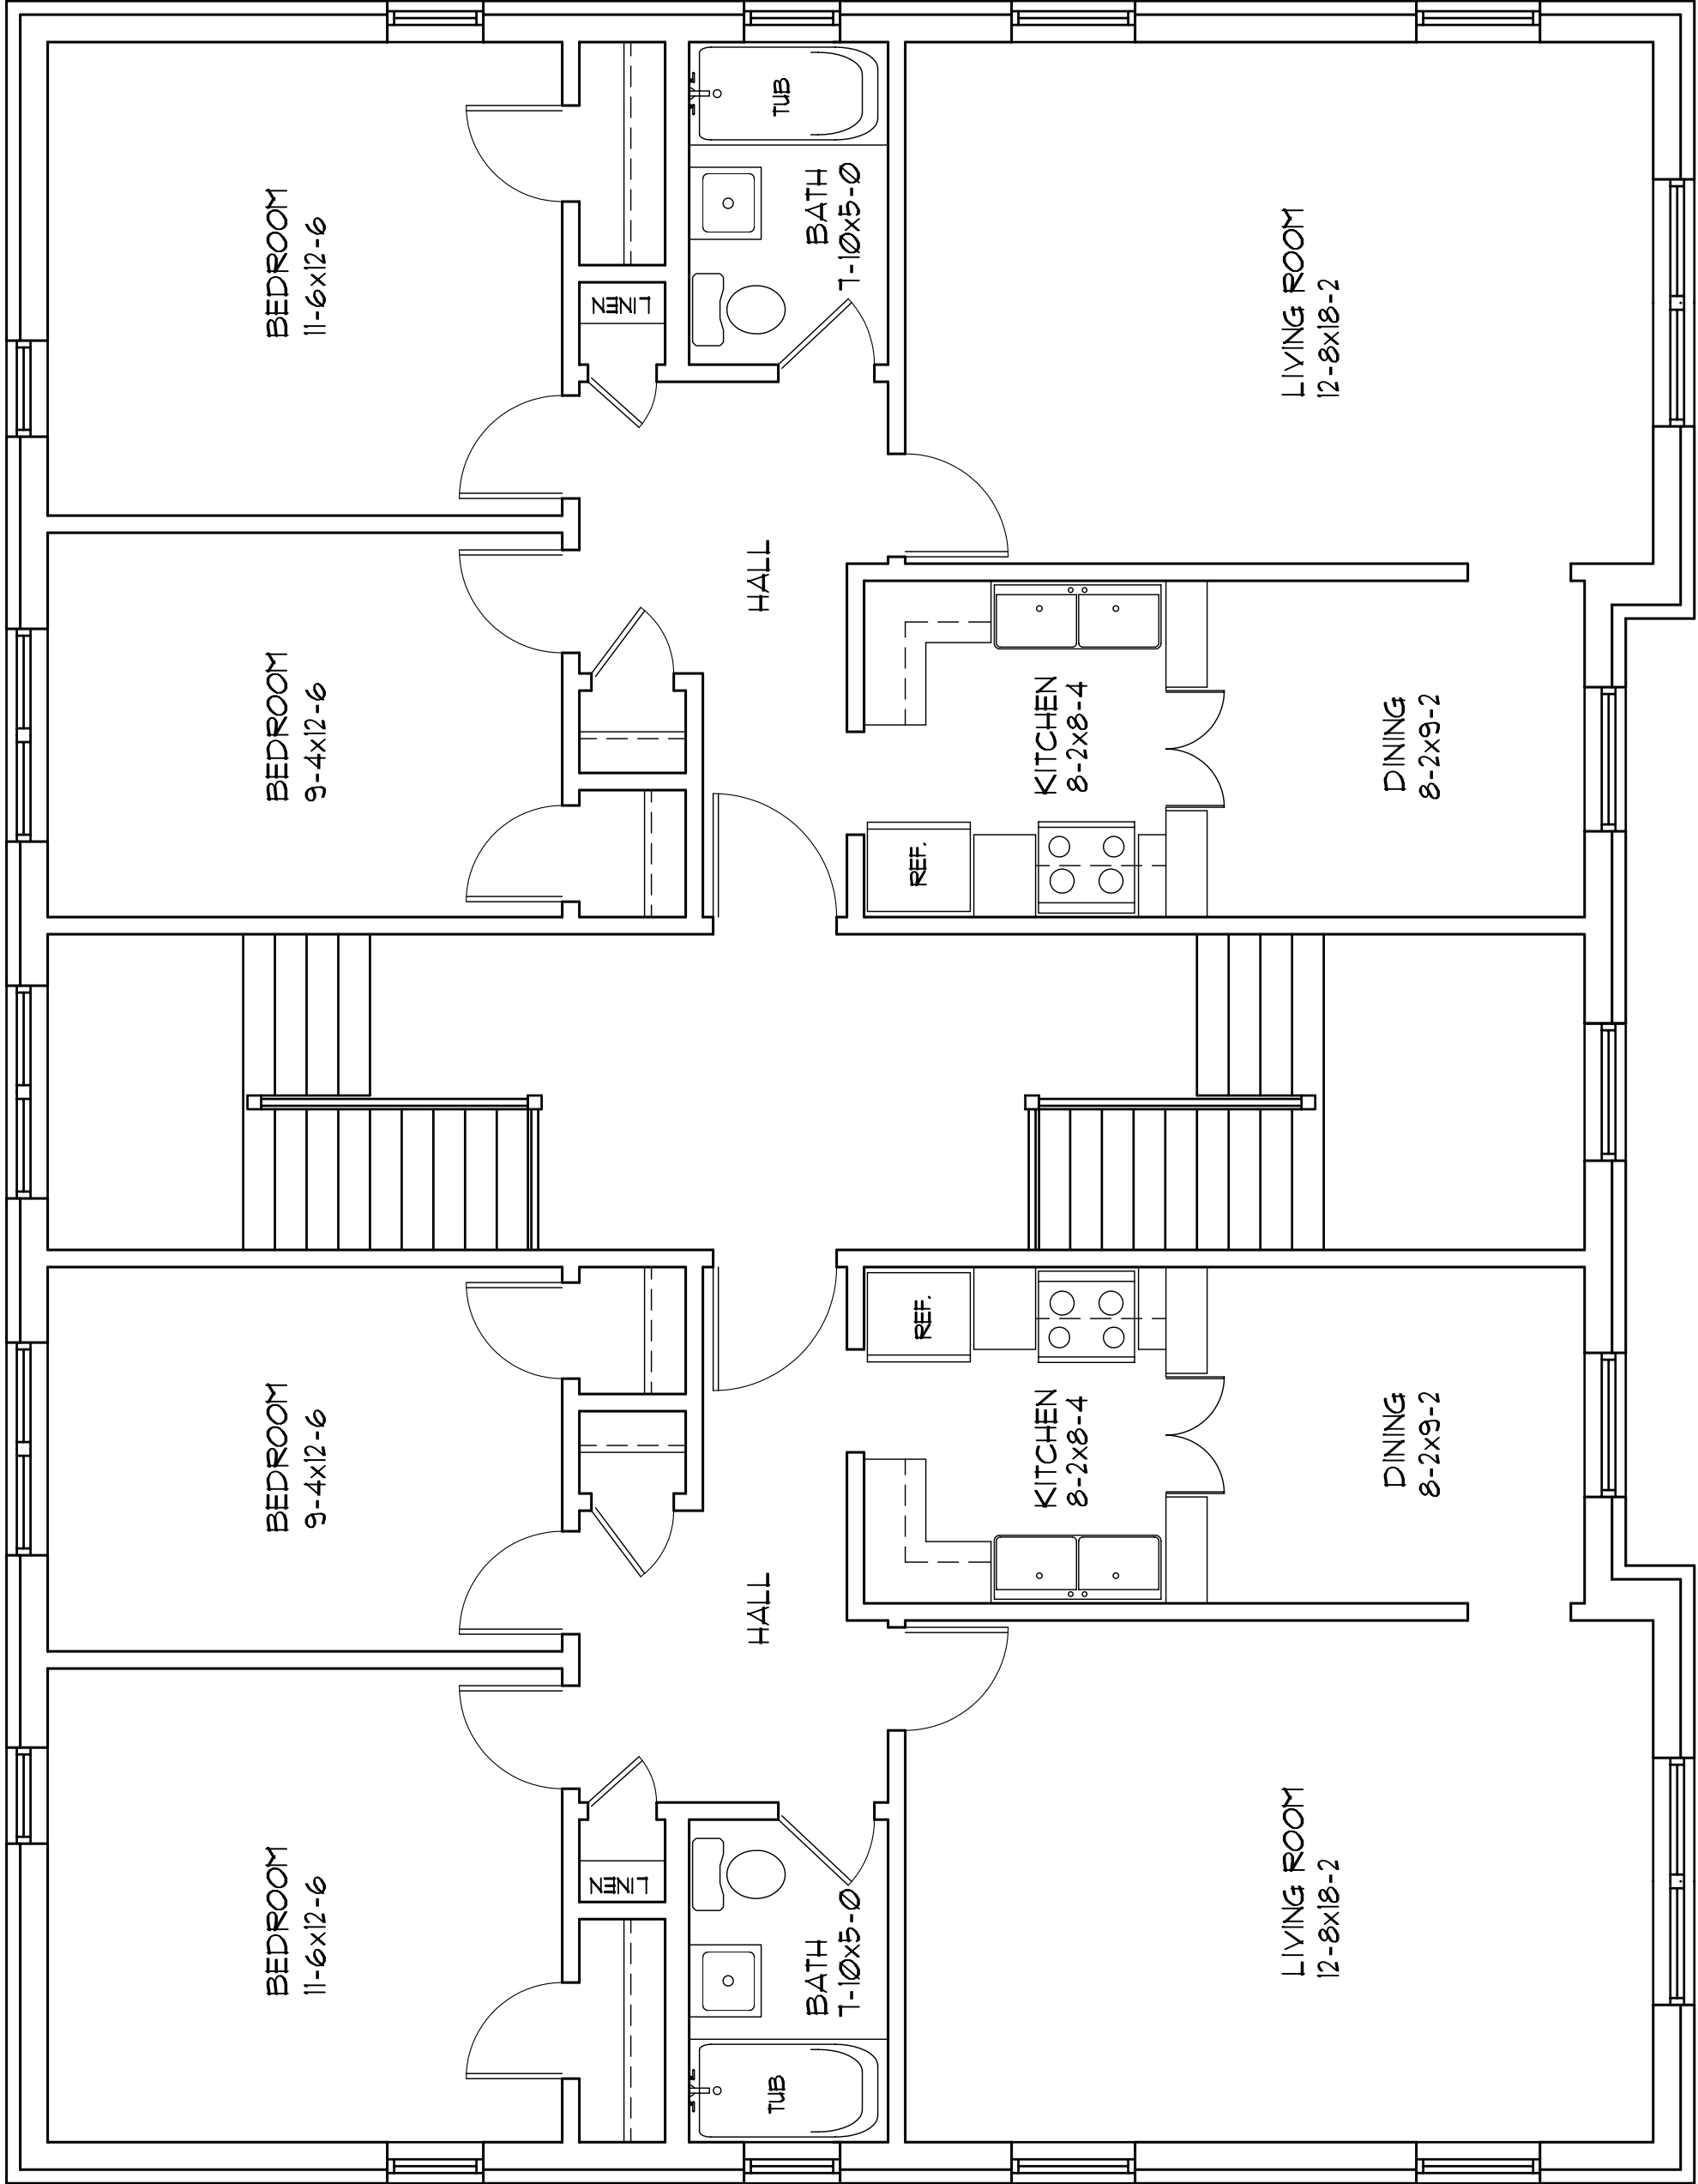 BEDROOM
11-6x12-6
LINEN
TUB
BATH
7-10x5-0
LIVING ROOM
12-8x18-2
BEDROOM
9-4x12-6
HALL
KITCHEN
8-2x8-4
REF.
DINING
8-2x9-2
BEDROOM
9-4x12-6
HALL
REF.
KITCHEN
8-2x8-4
DINING
8-2x9-2
BEDROOM
11-6x12-6
LINEN
BATH
7-10x5-0
TUB
LIVING ROOM
12-8x18-2